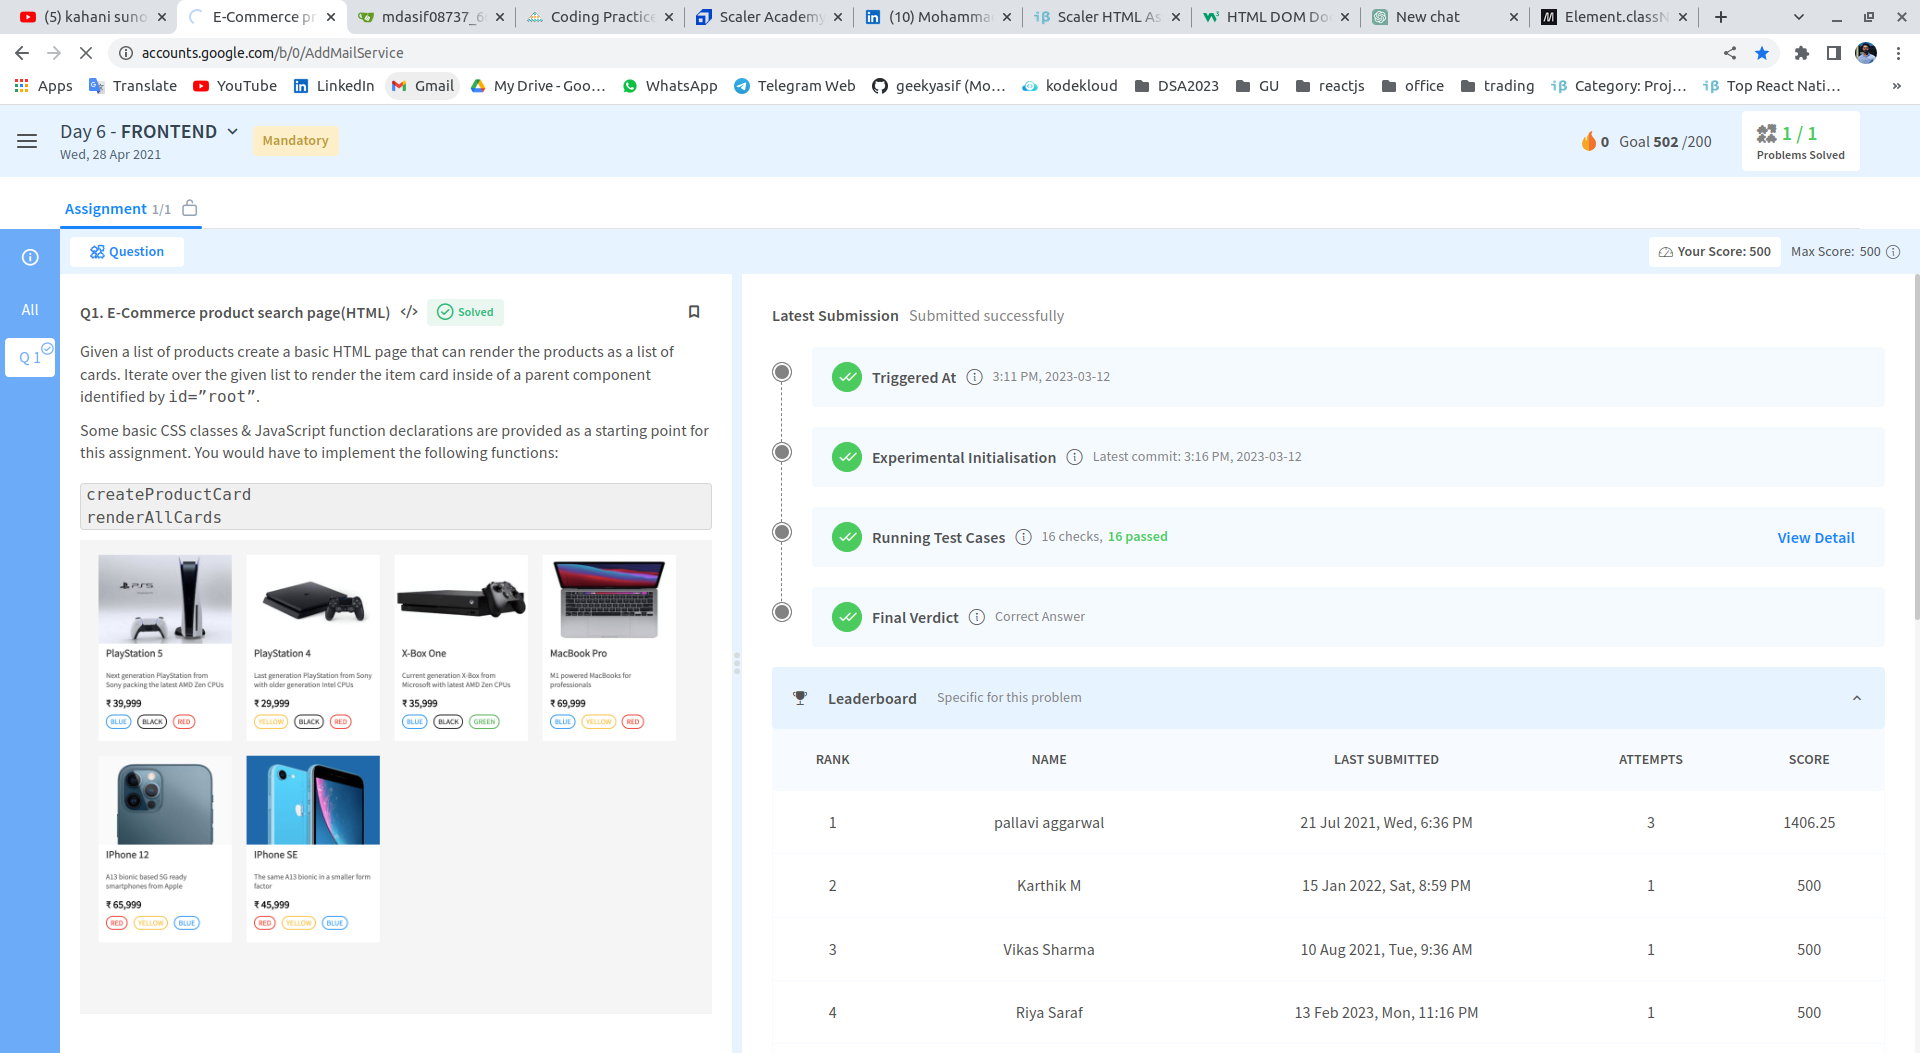 (5) kahani suno
E-Commerce pr
mdasif08737_6
Coding Practice
Scaler Academy
(10) Mohamma
Scaler HTML As
HTML DOM Do
New chat
Element.classN
accounts.google.com/b/0/AddMailService
Apps
Translate
YouTube
LinkedIn
Gmail
My Drive - Goo...
WhatsApp
Telegram Web
geekyasif (Mo...
kodekloud
DSA2023
GU
reactjs
office
trading
Category: Proj...
Top React Nati...
»
Day 6 - FRONTEND
Mandatory
Wed, 28 Apr 2021
0 Goal 502 /200
1 / 1
Problems Solved
Assignment 1/1
Question
Your Score: 500
Max Score: 500
All
Q 1
Q1. E-Commerce product search page(HTML) </> Solved
Given a list of products create a basic HTML page that can render the products as a list of
cards. Iterate over the given list to render the item card inside of a parent component
identified by id=”root”.
Some basic CSS classes & JavaScript function declarations are provided as a starting point for
this assignment. You would have to implement the following functions:
createProductCard
renderAllCards
PS5
PlayStation 5
Next generation PlayStation from
Sony packing the latest AMD Zen CPUs
₹ 39,999
BLUE BLACK RED
PlayStation 4
Last generation PlayStation from Sony
with older generation Intel CPUs
₹ 29,999
YELLOW BLACK RED
X-Box One
Current generation X-Box from
Microsoft with latest AMD Zen CPUs
₹ 35,999
BLUE BLACK GREEN
MacBook Pro
M1 powered MacBooks for
professionals
₹ 69,999
BLUE YELLOW RED
IPhone 12
A13 bionic based 5G ready
smartphones from Apple
₹ 65,999
RED YELLOW BLUE
IPhone SE
The same A13 bionic in a smaller form
factor
₹ 45,999
RED YELLOW BLUE
Latest Submission Submitted successfully
Triggered At 3:11 PM, 2023-03-12
Experimental Initialisation Latest commit: 3:16 PM, 2023-03-12
Running Test Cases 16 checks, 16 passed
View Detail
Final Verdict Correct Answer
Leaderboard Specific for this problem
RANK NAME LAST SUBMITTED ATTEMPTS SCORE
1 pallavi aggarwal 21 Jul 2021, Wed, 6:36 PM 3 1406.25
2 Karthik M 15 Jan 2022, Sat, 8:59 PM 1 500
3 Vikas Sharma 10 Aug 2021, Tue, 9:36 AM 1 500
4 Riya Saraf 13 Feb 2023, Mon, 11:16 PM 1 500